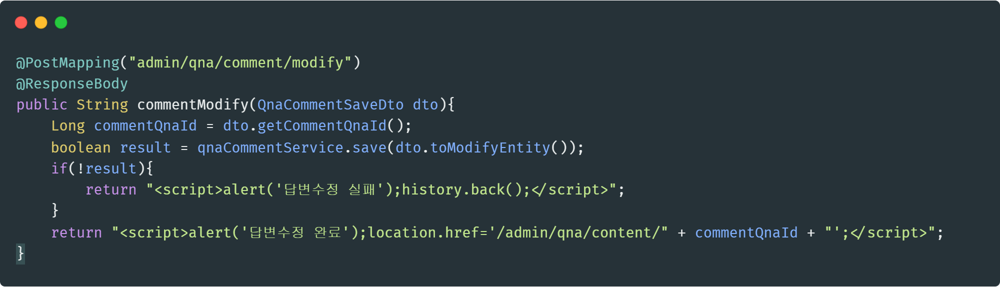 @PostMapping("admin/qna/comment/modify")
@ResponseBody
public String commentModify(QnaCommentSaveDto dto){
    Long commentQnaId = dto.getCommentQnaId();
    boolean result = qnaCommentService.save(dto.toModifyEntity());
    if(!result){
        return "<script>alert('답변수정 실패');history.back();</script>";
    }
    return "<script>alert('답변수정 완료');location.href='/admin/qna/content/" + commentQnaId + "';</script>";
}